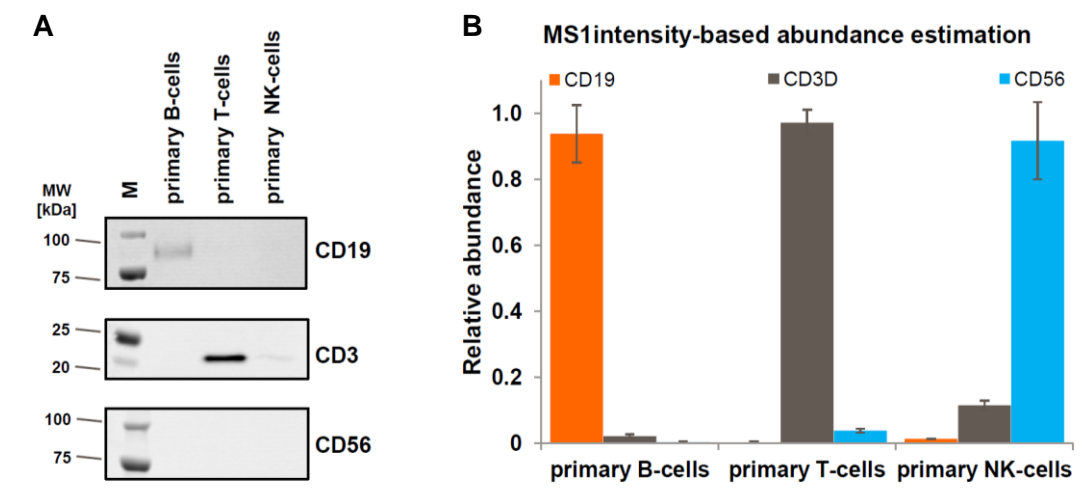 A
primary B-cells
primary T-cells
primary NK-cells
M
MW
[kDa]
100
75
CD19
25
20
CD3
100
75
CD56
B
MS1intensity-based abundance estimation
CD19
CD3D
CD56
Relative abundance
1.0
0.8
0.6
0.4
0.2
0
primary B-cells
primary T-cells
primary NK-cells